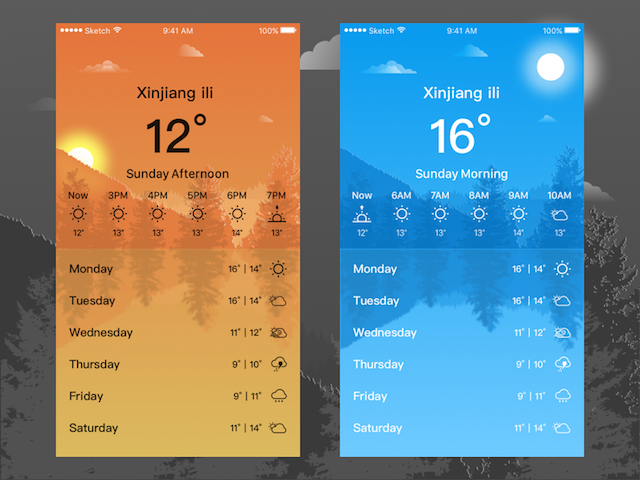 Sketch 9:41 AM 100%
Xinjiang ili
12°
Sunday Afternoon
Now 3PM 4PM 5PM 6PM 7PM
12° 13° 13° 13° 14° 13°
Monday 16° | 14°
Tuesday 16° | 14°
Wednesday 11° | 12°
Thursday 9° | 10°
Friday 9° | 11°
Saturday 11° | 14°
Sketch 9:41 AM 100%
Xinjiang ili
16°
Sunday Morning
Now 6AM 7AM 8AM 9AM 10AM
12° 13° 13° 13° 14° 13°
Monday 16° | 14°
Tuesday 16° | 14°
Wednesday 11° | 12°
Thursday 9° | 10°
Friday 9° | 11°
Saturday 11° | 14°